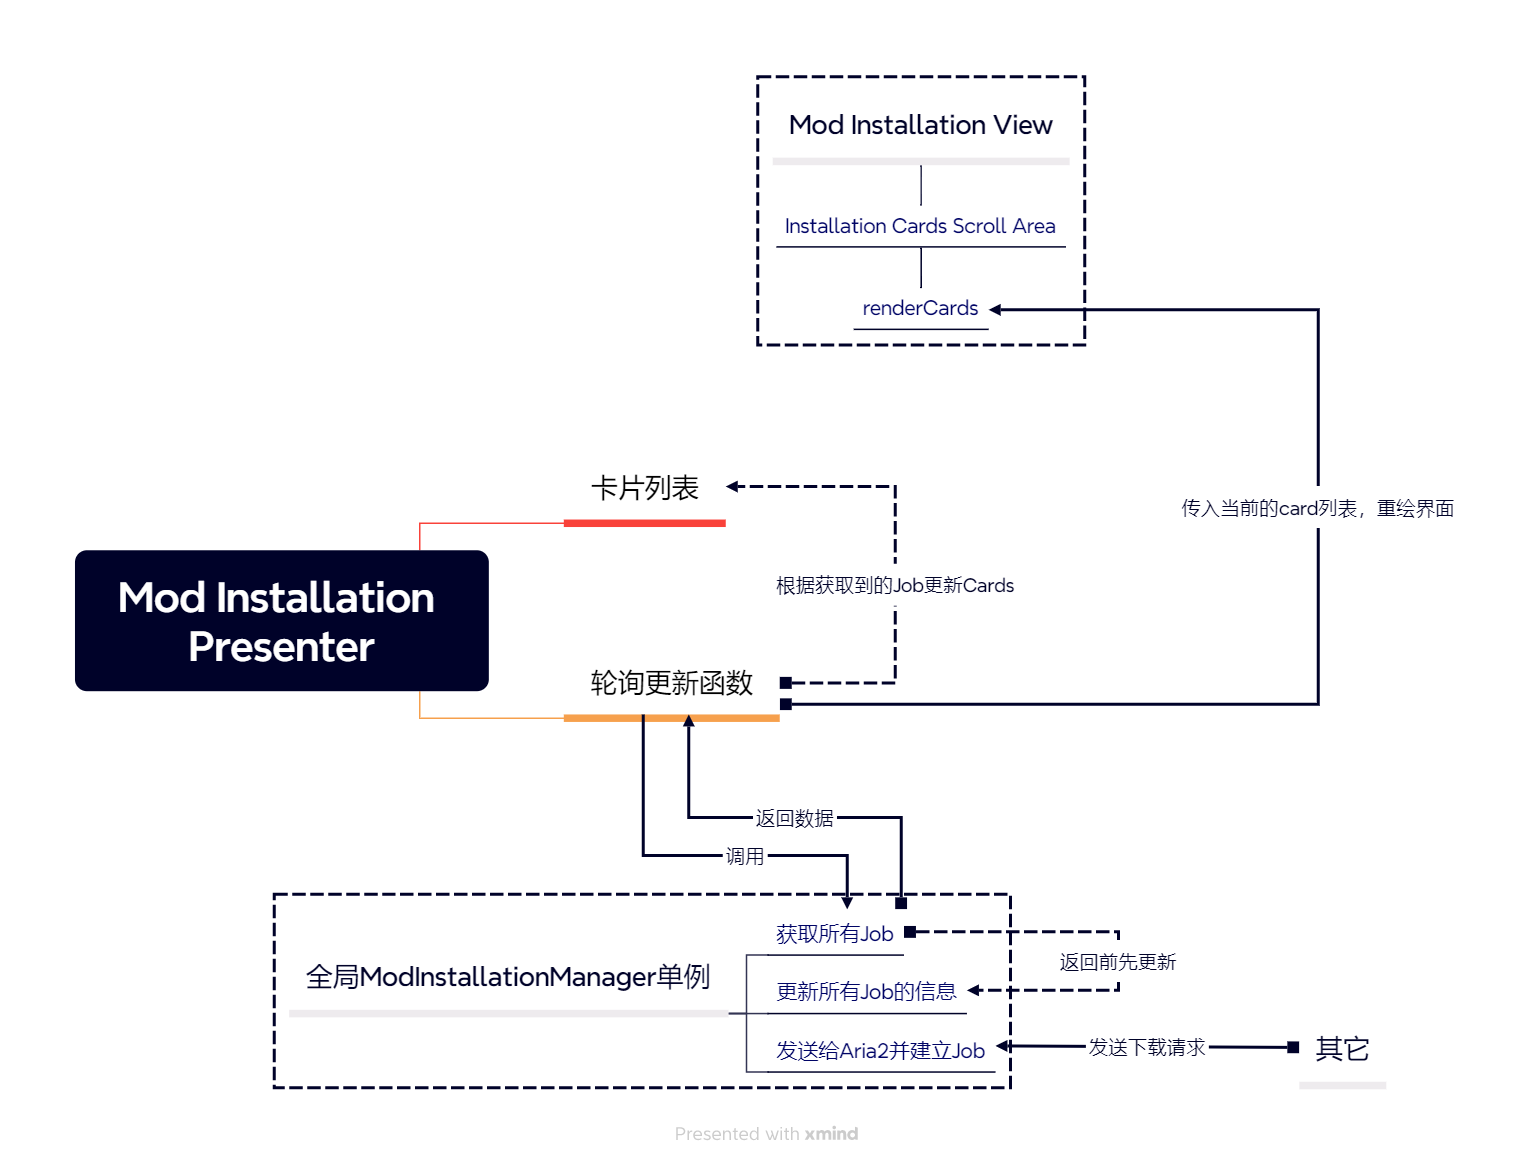 Mod Installation View
Installation Cards Scroll Area
renderCards
卡片列表
传入当前的card列表，重绘界面
根据获取到的Job更新Cards
Mod Installation
Presenter
轮询更新函数
返回数据
调用
获取所有Job
返回前先更新
全局ModInstallationManager单例
更新所有Job的信息
发送给Aria2并建立Job
发送下载请求
其它
Presented with xmind